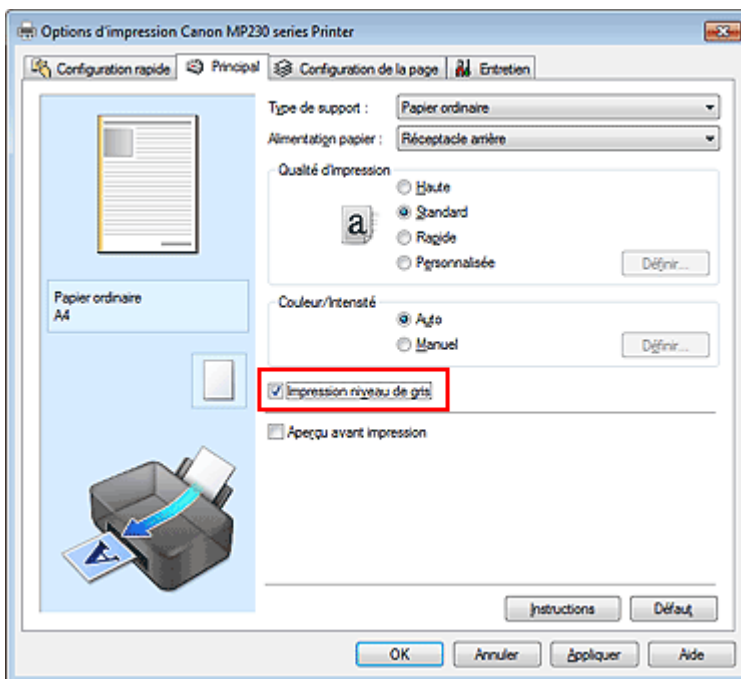 Options d'impression Canon MP230 series Printer
Configuration rapide Principal Configuration de la page Entretien
Type de support : Papier ordinaire
Alimentation papier : Réceptacle arrière
Qualité d'impression
Haute
a Standard
Rapide
Personnalisée Définir...
Papier ordinaire
A4
Couleur/Intensité
Auto
Manuel Définir...
Impression niveau de gris
Aperçu avant impression
A
Instructions Défaut
OK Annuler Appliquer Aide